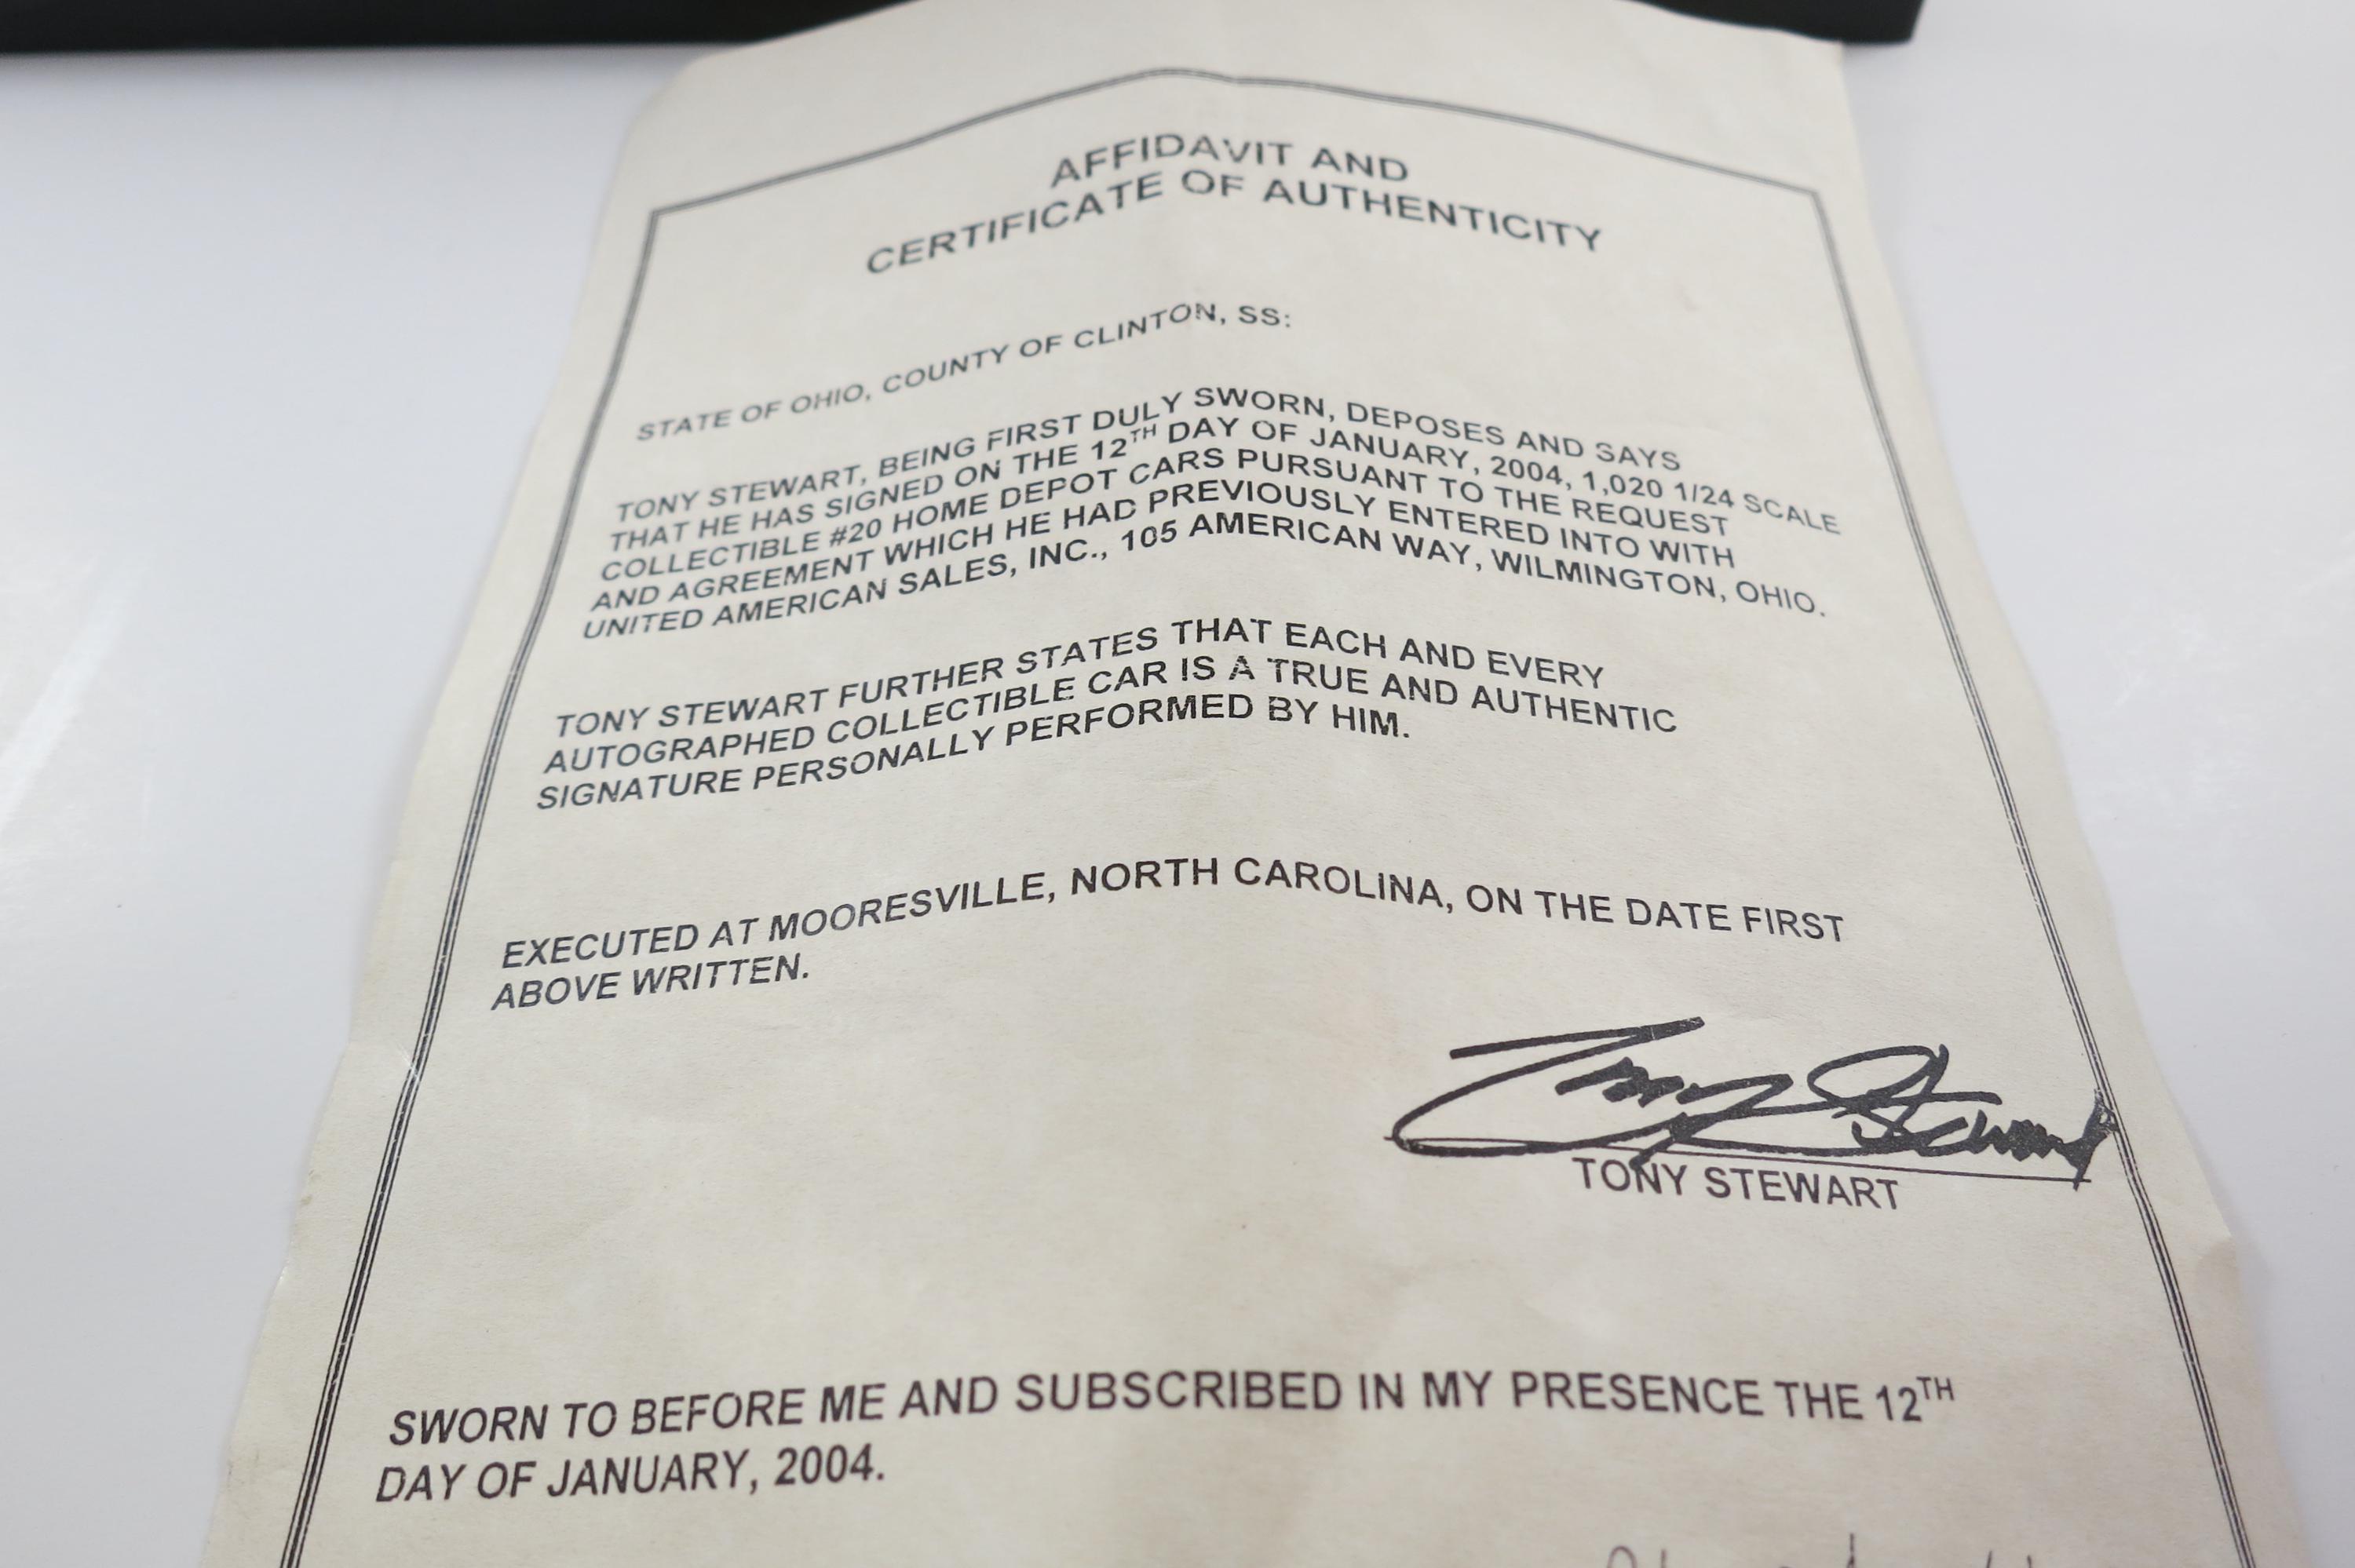 AFFIDAVIT AND
CERTIFICATE OF AUTHENTICITY
STATE OF OHIO, COUNTY OF CLINTON, SS:
TONY STEWART, BEING FIRST DULY SWORN, DEPOSES AND SAYS
THAT HE HAS SIGNED ON THE 12TH DAY OF JANUARY, 2004, 1,020 1/24 SCALE
COLLECTIBLE #20 HOME DEPOT CARS PURSUANT TO THE REQUEST
AND AGREEMENT WHICH HE HAD PREVIOUSLY ENTERED INTO WITH
UNITED AMERICAN SALES, INC., 105 AMERICAN WAY, WILMINGTON, OHIO.
TONY STEWART FURTHER STATES THAT EACH AND EVERY
AUTOGRAPHED COLLECTIBLE CAR IS A TRUE AND AUTHENTIC
SIGNATURE PERSONALLY PERFORMED BY HIM.
EXECUTED AT MOORESVILLE, NORTH CAROLINA, ON THE DATE FIRST
ABOVE WRITTEN.
Tony Stewart
TONY STEWART
SWORN TO BEFORE ME AND SUBSCRIBED IN MY PRESENCE THE 12TH
DAY OF JANUARY, 2004.